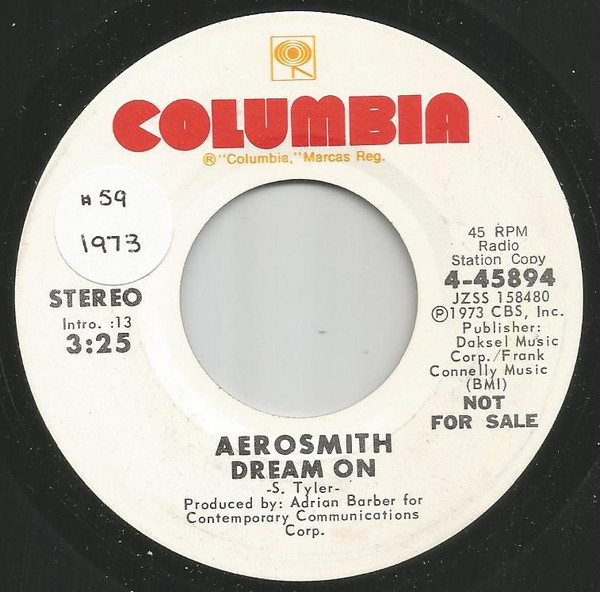 COLUMBIA
® "Columbia," Marcas Reg.
# 59
1973
STEREO
Intro. :13
3:25
45 RPM
Radio
Station Copy
4-45894
JZSS 158480
Ⓟ1973 CBS, Inc.
Publisher:
Daksel Music
Corp./Frank
Connelly Music
(BMI)
NOT
FOR SALE
AEROSMITH
DREAM ON
-S. Tyler-
Produced by: Adrian Barber for
Contemporary Communications
Corp.